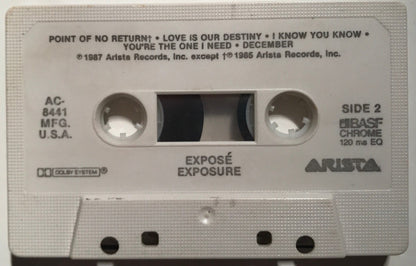 POINT OF NO RETURN† • LOVE IS OUR DESTINY • I KNOW YOU KNOW •
YOU'RE THE ONE I NEED • DECEMBER
℗1987 Arista Records, Inc. except †℗1985 Arista Records, Inc.
AC-
8441
MFG.
U.S.A.
SIDE 2
BASF
CHROME
120 ms EQ
EXPOSÉ
EXPOSURE
DOLBY SYSTEM®
ARISTA